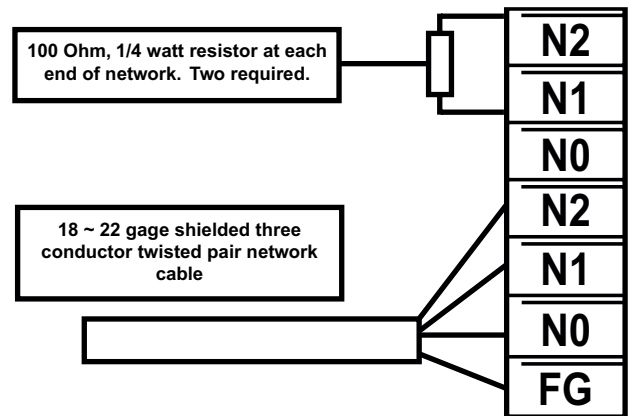 100 Ohm, 1/4 watt resistor at each
end of network. Two required.
18 ~ 22 gage shielded three
conductor twisted pair network
cable
N2
N1
N0
N2
N1
N0
FG